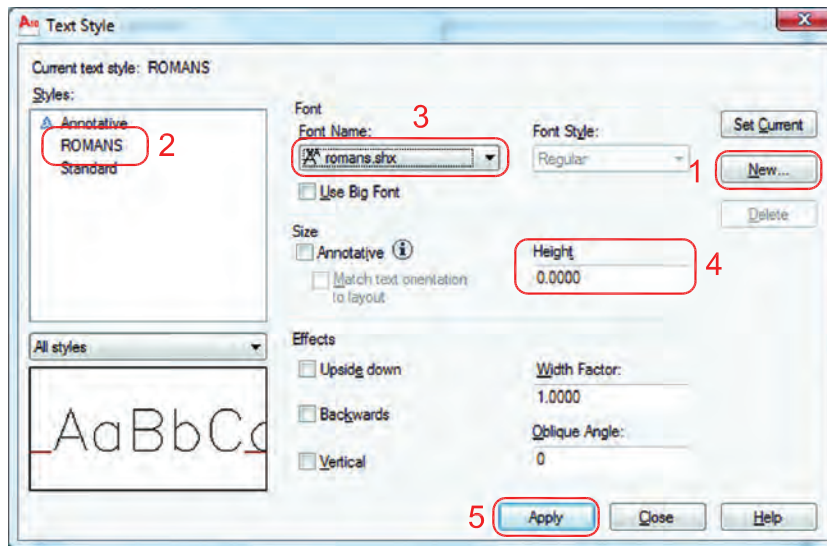 Text Style
Current text style: ROMANS
Styles:
Annotative
ROMANS
Standard
2
All styles
AaBbC
Font
Font Name:
3
romans.shx
Use Big Font
Font Style:
Regular
Size
Annotative
Match text orientation
to layout
Height
0.0000
4
Effects
Upside down
Backwards
Vertical
Width Factor:
1.0000
Oblique Angle:
0
Set Current
1
New...
Delete
5
Apply
Close
Help